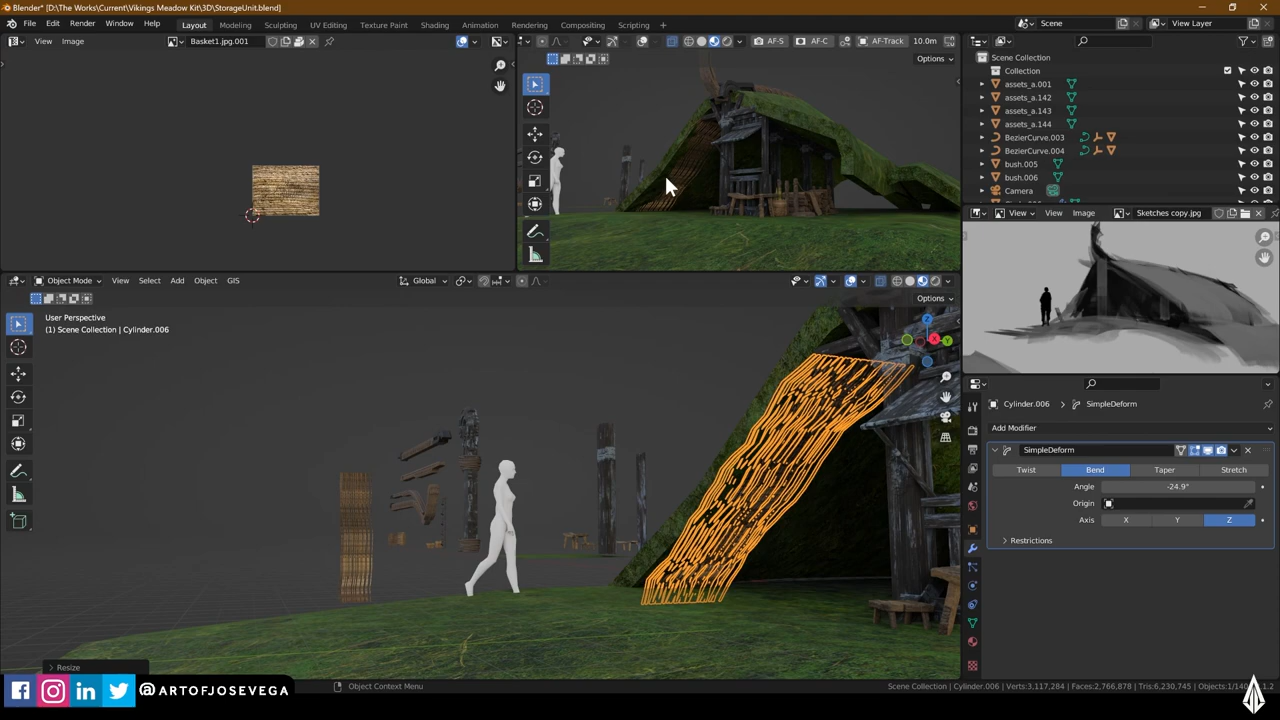 Blender* [D:\The Works\Current\Vikings Meadow Kit\3D\StorageUnit.blend]
File Edit Render Window Help Layout Modeling Sculpting UV Editing Texture Paint Shading Animation Rendering Compositing Scripting Scene View Layer
View Image Basket1.jpg.001
AF-S AF-C AF-Track 10.0m
Options
Scene Collection
Collection
assets_a.001
assets_a.142
assets_a.143
assets_a.144
BezierCurve.003
BezierCurve.004
bush.005
bush.006
Camera
View View Image Sketches copy.jpg
Object Mode View Select Add Object GIS Global
Options
User Perspective
(1) Scene Collection | Cylinder.006
Z
X
Y
Cylinder.006 > SimpleDeform
Add Modifier
SimpleDeform
Twist Bend Taper Stretch
Angle -24.9°
Origin
Axis X Y Z
Restrictions
Resize
@ARTOFJOSEVEGA
Object Context Menu
Scene Collection | Cylinder.006 | Verts:3,117,284 | Faces:2,766,878 | Tris:6,230,745 | Objects:1/140